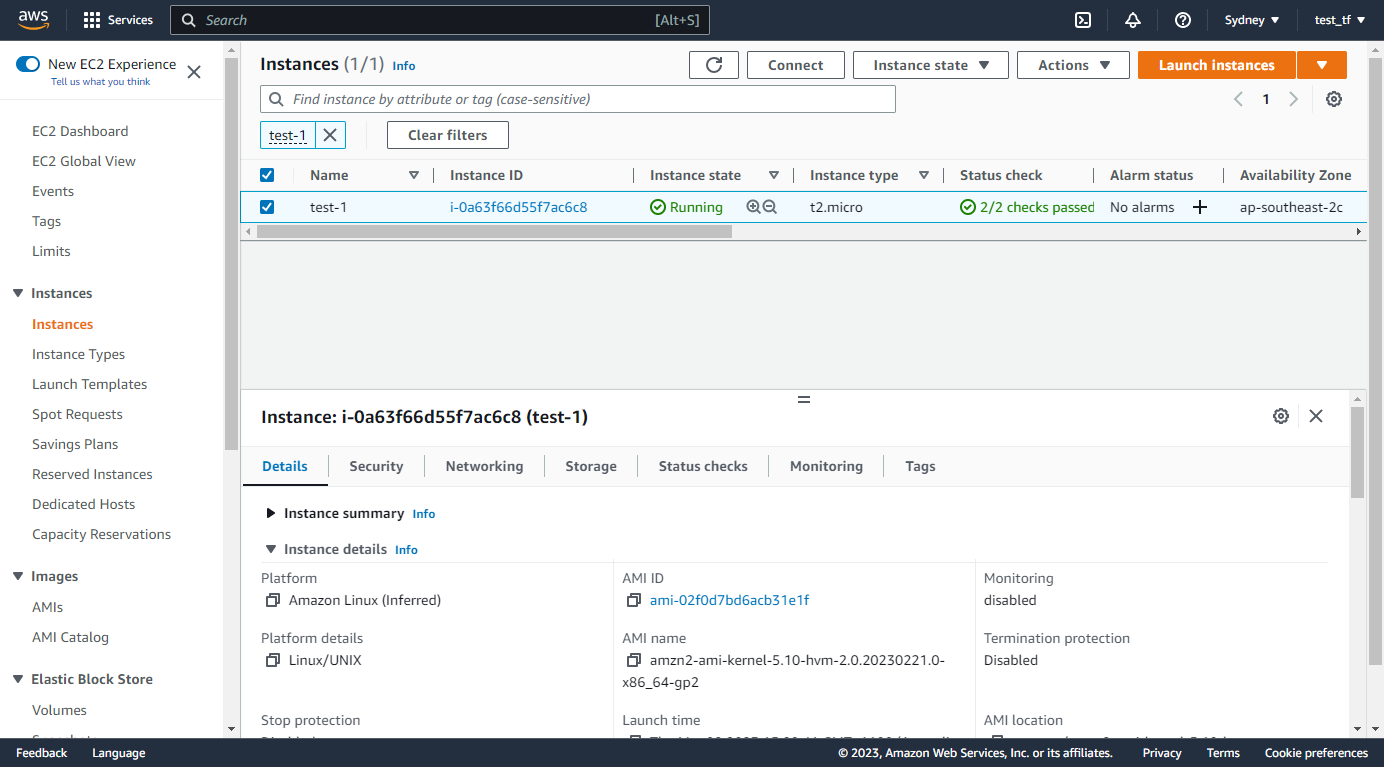 aws
Services
Search
[Alt+S]
Sydney
test_tf
New EC2 Experience
Tell us what you think
EC2 Dashboard
EC2 Global View
Events
Tags
Limits
Instances
Instances
Instance Types
Launch Templates
Spot Requests
Savings Plans
Reserved Instances
Dedicated Hosts
Capacity Reservations
Images
AMIs
AMI Catalog
Elastic Block Store
Volumes
Instances (1/1) Info
Connect
Instance state
Actions
Launch instances
Find instance by attribute or tag (case-sensitive)
1
test-1
Clear filters
Name Instance ID Instance state Instance type Status check Alarm status Availability Zone
test-1 i-0a63f66d55f7ac6c8 Running t2.micro 2/2 checks passed No alarms ap-southeast-2c
Instance: i-0a63f66d55f7ac6c8 (test-1)
Details Security Networking Storage Status checks Monitoring Tags
Instance summary Info
Instance details Info
Platform
Amazon Linux (Inferred)
AMI ID
ami-02f0d7bd6acb31e1f
Monitoring
disabled
Platform details
Linux/UNIX
AMI name
amzn2-ami-kernel-5.10-hvm-2.0.20230221.0-
x86_64-gp2
Termination protection
Disabled
Stop protection
Launch time
AMI location
Feedback Language
© 2023, Amazon Web Services, Inc. or its affiliates. Privacy Terms Cookie preferences